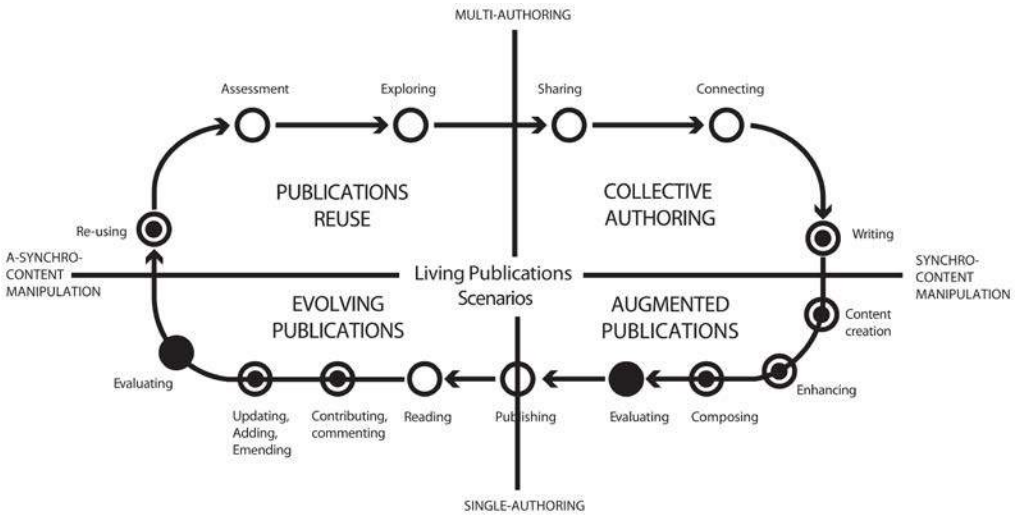 MULTI-AUTHORING
Assessment
Exploring
Sharing
Connecting
PUBLICATIONS
REUSE
COLLECTIVE
AUTHORING
Re-using
Writing
A-SYNCHRO-
CONTENT
MANIPULATION
Living Publications
Scenarios
SYNCHRO-
CONTENT
MANIPULATION
EVOLVING
PUBLICATIONS
AUGMENTED
PUBLICATIONS
Content
creation
Evaluating
Enhancing
Updating,
Adding,
Emending
Contributing,
commenting
Reading
Publishing
Evaluating
Composing
SINGLE-AUTHORING